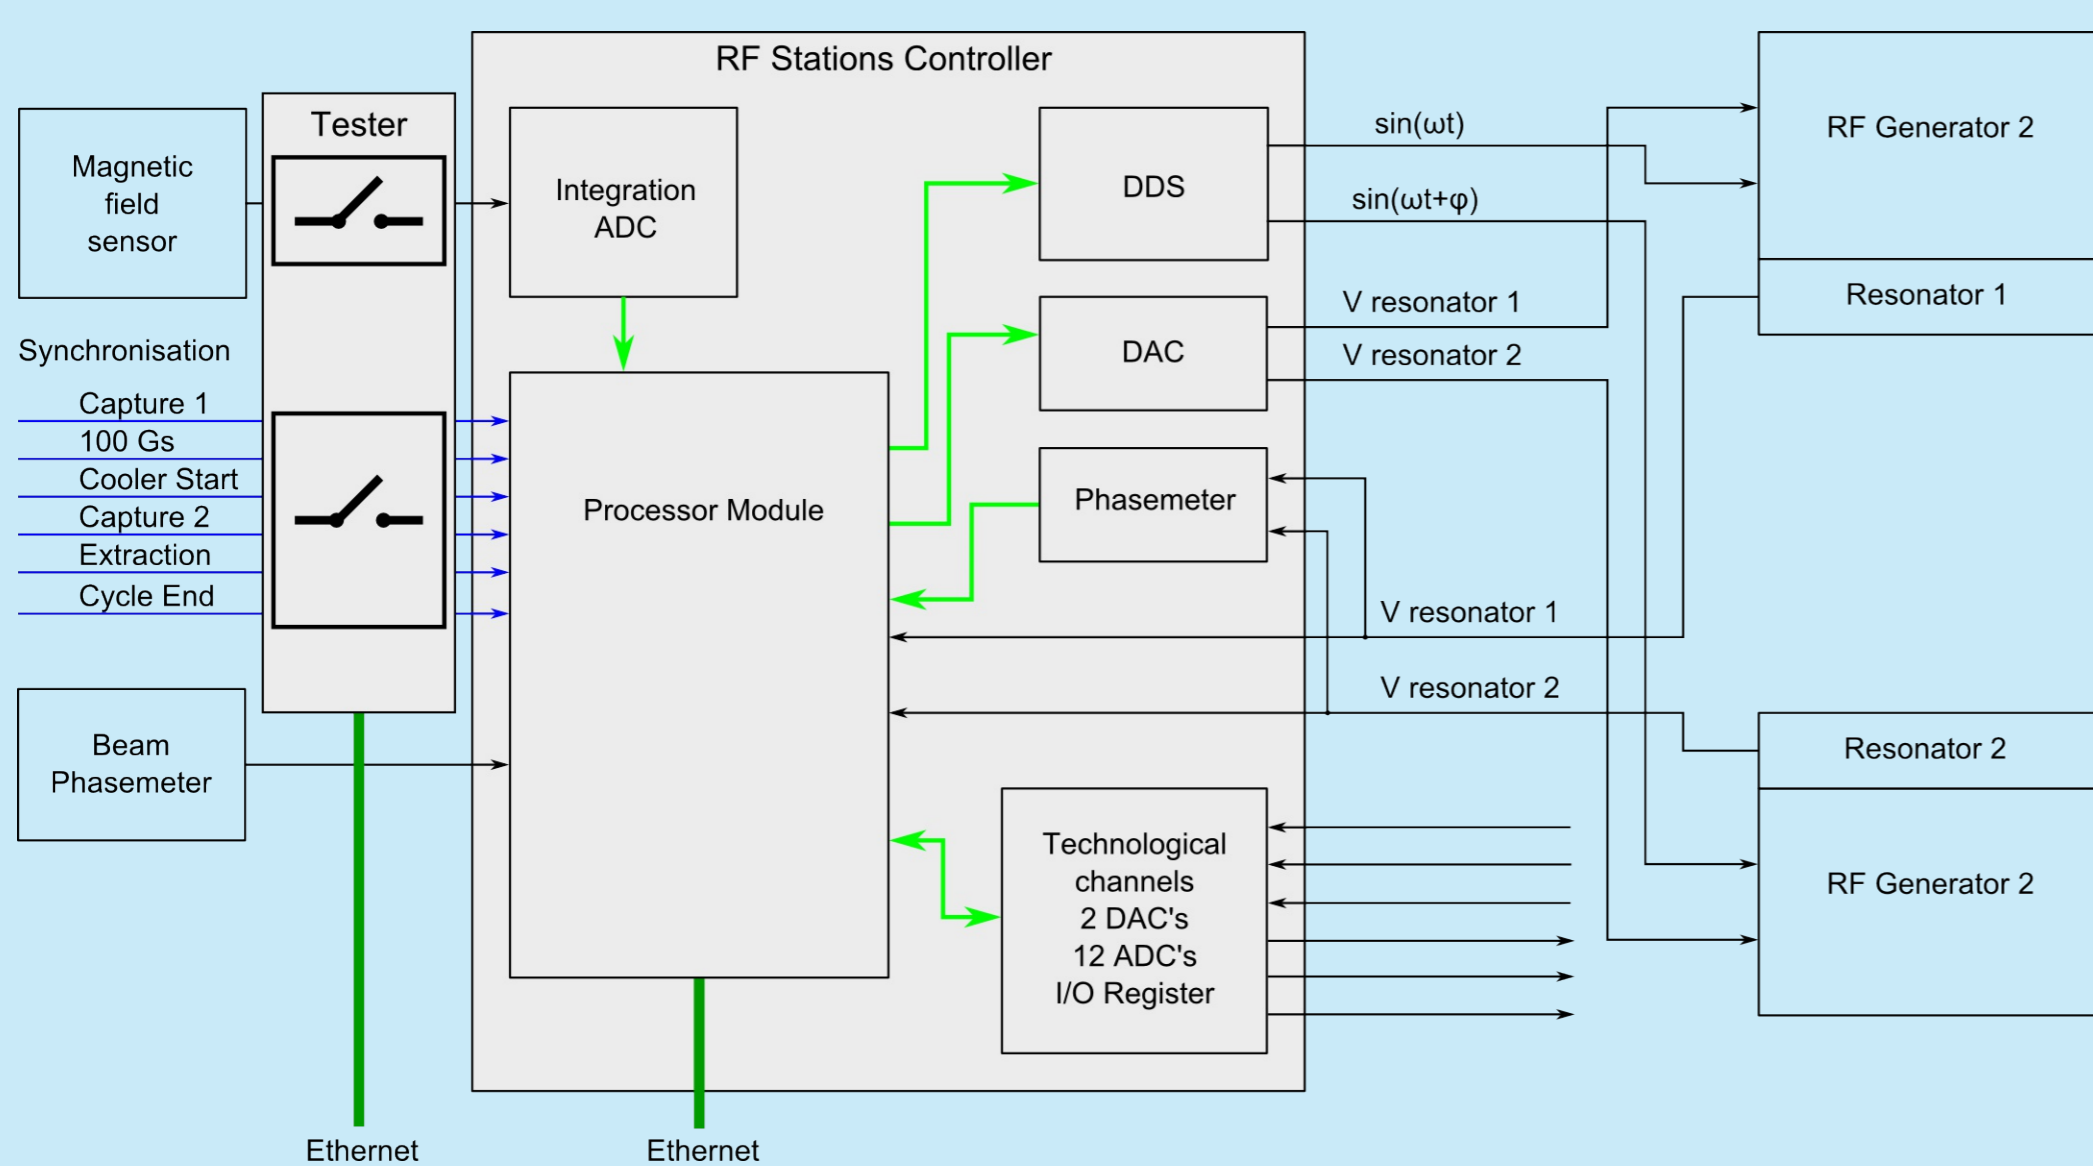 RF Stations Controller
Tester
Magnetic
field
sensor
Integration
ADC
DDS
sin(ωt)
sin(ωt+φ)
RF Generator 2
Resonator 1
DAC
V resonator 1
V resonator 2
Synchronisation
Capture 1
100 Gs
Cooler Start
Capture 2
Extraction
Cycle End
Processor Module
Phasemeter
V resonator 1
V resonator 2
Beam
Phasemeter
Technological
channels
2 DAC's
12 ADC's
I/O Register
Resonator 2
RF Generator 2
Ethernet
Ethernet